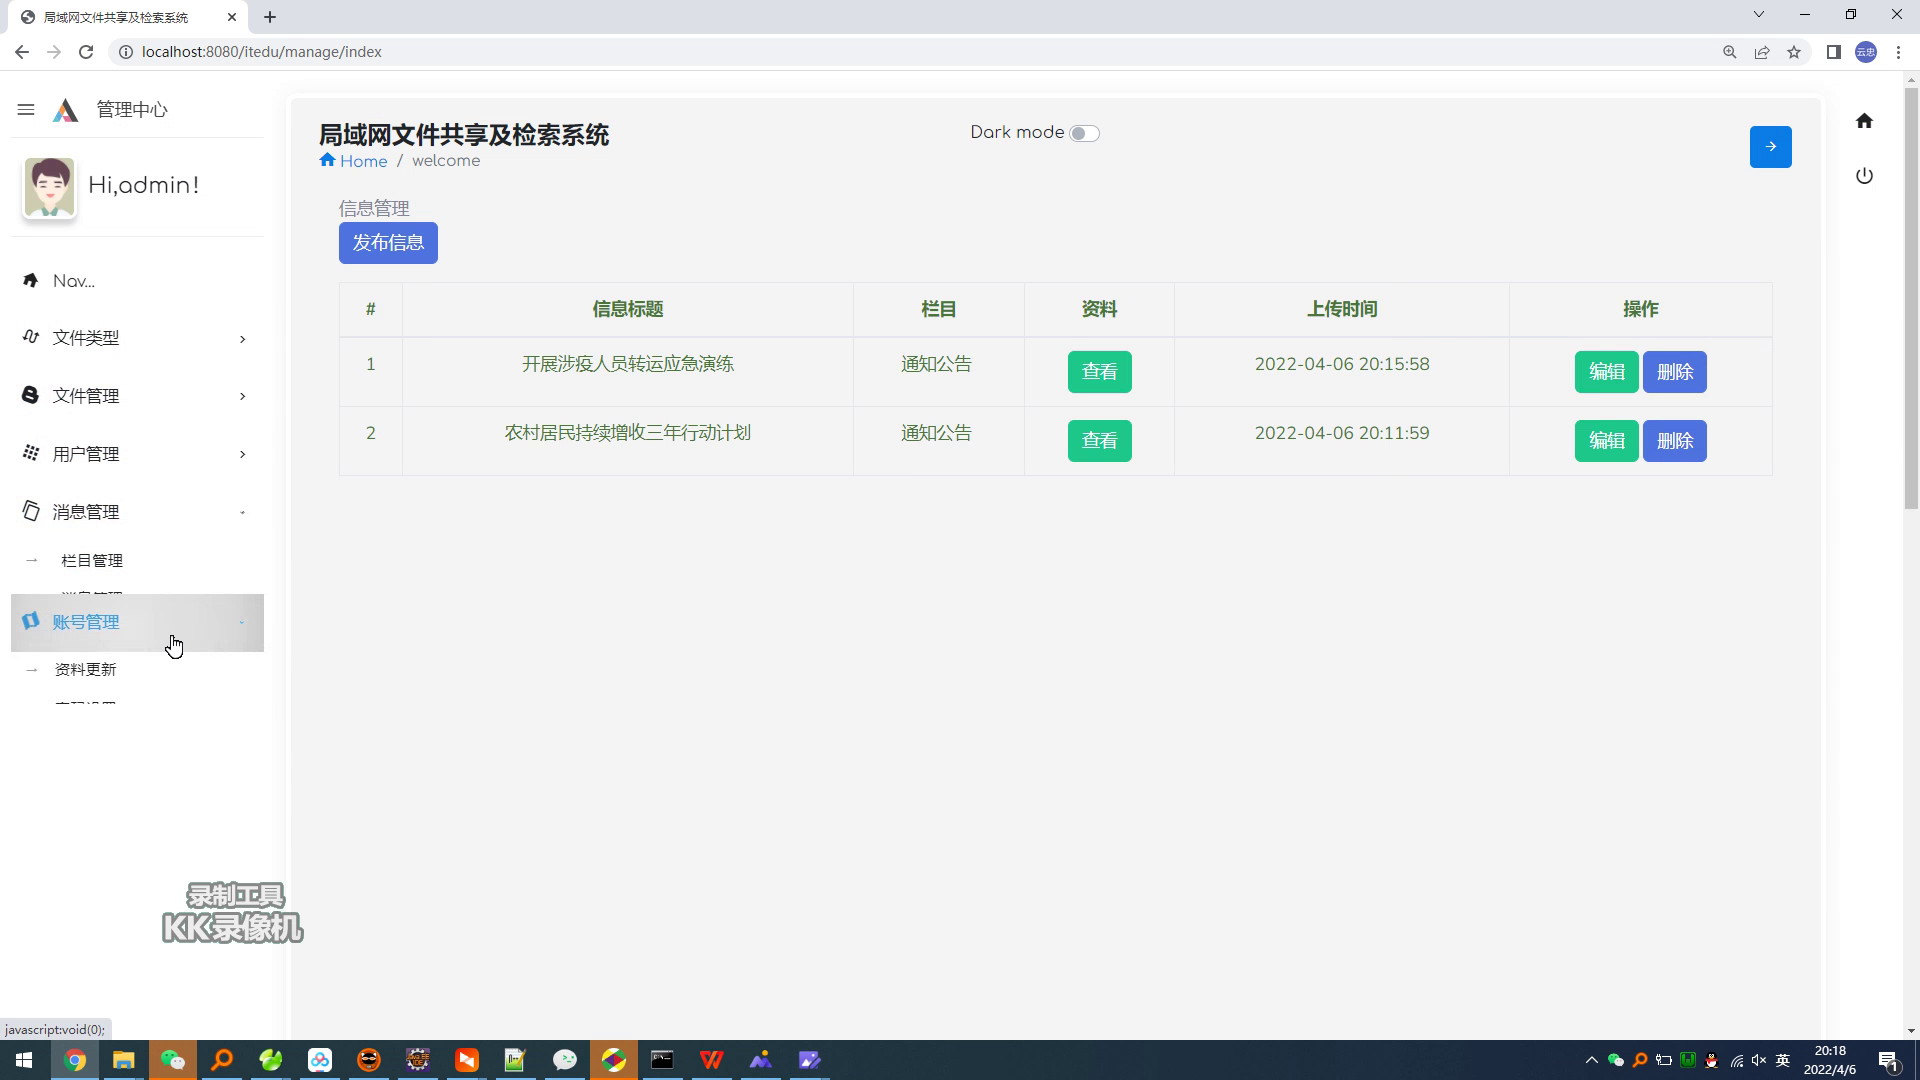 局域网文件共享及检索系统
localhost:8080/itedu/manage/index
云忠
管理中心
Hi,admin!
Nav...
文件类型
文件管理
用户管理
消息管理
栏目管理
账号管理
资料更新
局域网文件共享及检索系统
Home / welcome
Dark mode
信息管理
发布信息
# 信息标题 栏目 资料 上传时间 操作
1 开展涉疫人员转运应急演练 通知公告 查看 2022-04-06 20:15:58 编辑 删除
2 农村居民持续增收三年行动计划 通知公告 查看 2022-04-06 20:11:59 编辑 删除
录制工具
KK录像机
javascript:void(0);
英
20:18
2022/4/6
1